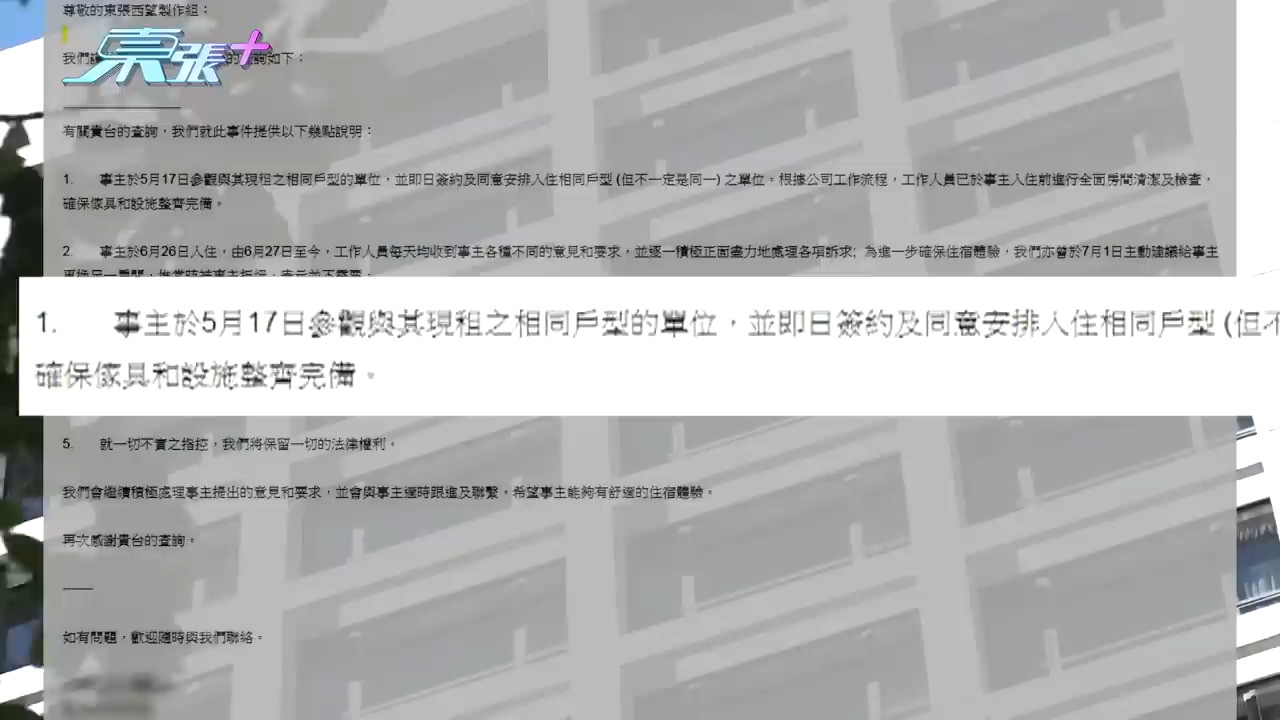 尊敬的東張西望製作組：
東張+
我們 的 詢如下：
有關貴台的查詢，我們就此事件提供以下幾點說明：
1. 事主於5月17日參觀與其現租之相同戶型的單位，並即日簽約及同意安排入住相同戶型 (但不一定是同一) 之單位。根據公司工作流程，工作人員已於事主入住前進行全面房間清潔及檢查，
確保傢具和設施整齊完備。
2. 事主於6月26日入住，由6月27日至今，工作人員每天均收到事主各種不同的意見和要求，並逐一積極正面盡力地處理各項訴求; 為進一步確保住宿體驗，我們亦曾於7月1日主動建議給事主
1. 事主於5月17日參觀與其現租之相同戶型的單位，並即日簽約及同意安排入住相同戶型 (但不
確保傢具和設施整齊完備。
5. 就一切不實之指控，我們將保留一切的法律權利。
我們會繼續積極處理事主提出的意見和要求，並會與事主適時跟進及聯繫，希望事主能夠有舒適的住宿體驗。
再次感謝貴台的查詢。
如有問題，歡迎隨時與我們聯絡。